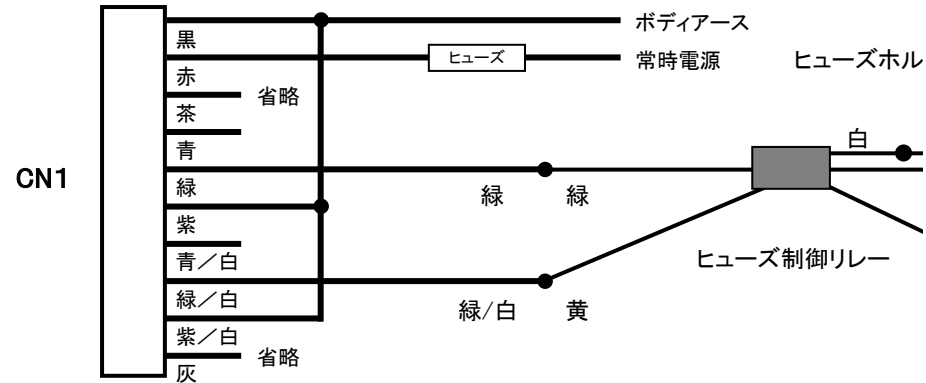 ボディアース
黒
ヒューズ
常時電源
ヒューズホル
赤
省略
茶
白
青
CN1
緑
緑
緑
紫
青／白
ヒューズ制御リレー
緑／白
緑/白
黄
紫／白
省略
灰